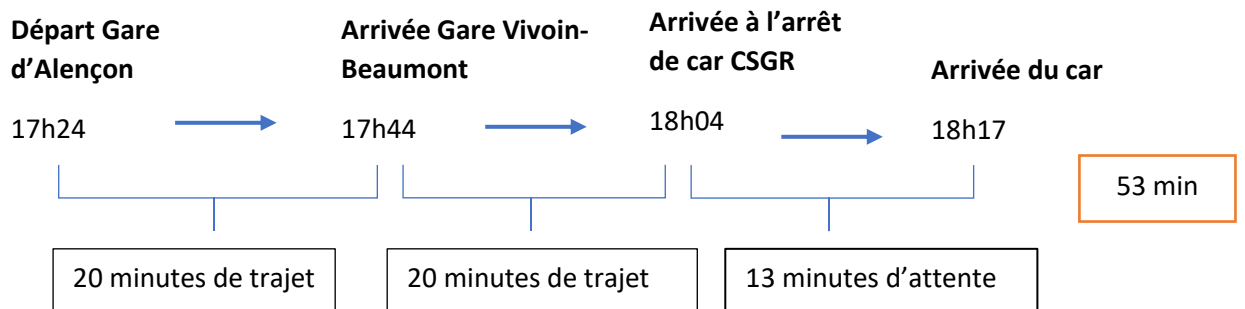 Départ Gare
d'Alençon
Arrivée Gare Vivoin-
Beaumont
Arrivée à l’arrêt
de car CSGR
Arrivée du car
17h24
17h44
18h04
18h17
53 min
20 minutes de trajet
20 minutes de trajet
13 minutes d’attente